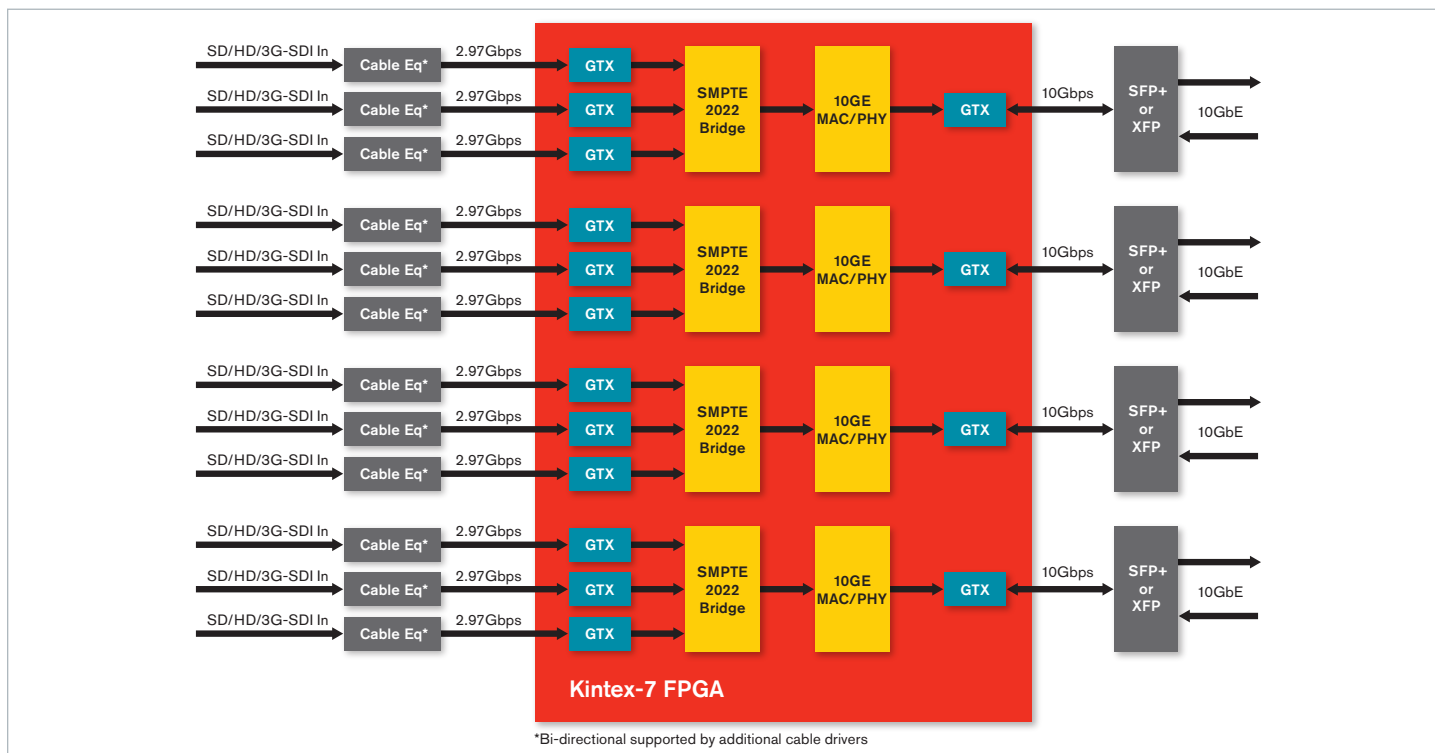 SD/HD/3G-SDI In
Cable Eq*
2.97Gbps
GTX
SD/HD/3G-SDI In
Cable Eq*
2.97Gbps
GTX
SD/HD/3G-SDI In
Cable Eq*
2.97Gbps
GTX
SMPTE
2022
Bridge
10GE
MAC/PHY
GTX
10Gbps
SFP+
or
XFP
10GbE
SD/HD/3G-SDI In
Cable Eq*
2.97Gbps
GTX
SD/HD/3G-SDI In
Cable Eq*
2.97Gbps
GTX
SD/HD/3G-SDI In
Cable Eq*
2.97Gbps
GTX
SMPTE
2022
Bridge
10GE
MAC/PHY
GTX
10Gbps
SFP+
or
XFP
10GbE
SD/HD/3G-SDI In
Cable Eq*
2.97Gbps
GTX
SD/HD/3G-SDI In
Cable Eq*
2.97Gbps
GTX
SD/HD/3G-SDI In
Cable Eq*
2.97Gbps
GTX
SMPTE
2022
Bridge
10GE
MAC/PHY
GTX
10Gbps
SFP+
or
XFP
10GbE
SD/HD/3G-SDI In
Cable Eq*
2.97Gbps
GTX
SD/HD/3G-SDI In
Cable Eq*
2.97Gbps
GTX
SD/HD/3G-SDI In
Cable Eq*
2.97Gbps
GTX
SMPTE
2022
Bridge
10GE
MAC/PHY
GTX
10Gbps
SFP+
or
XFP
10GbE
Kintex-7 FPGA
*Bi-directional supported by additional cable drivers